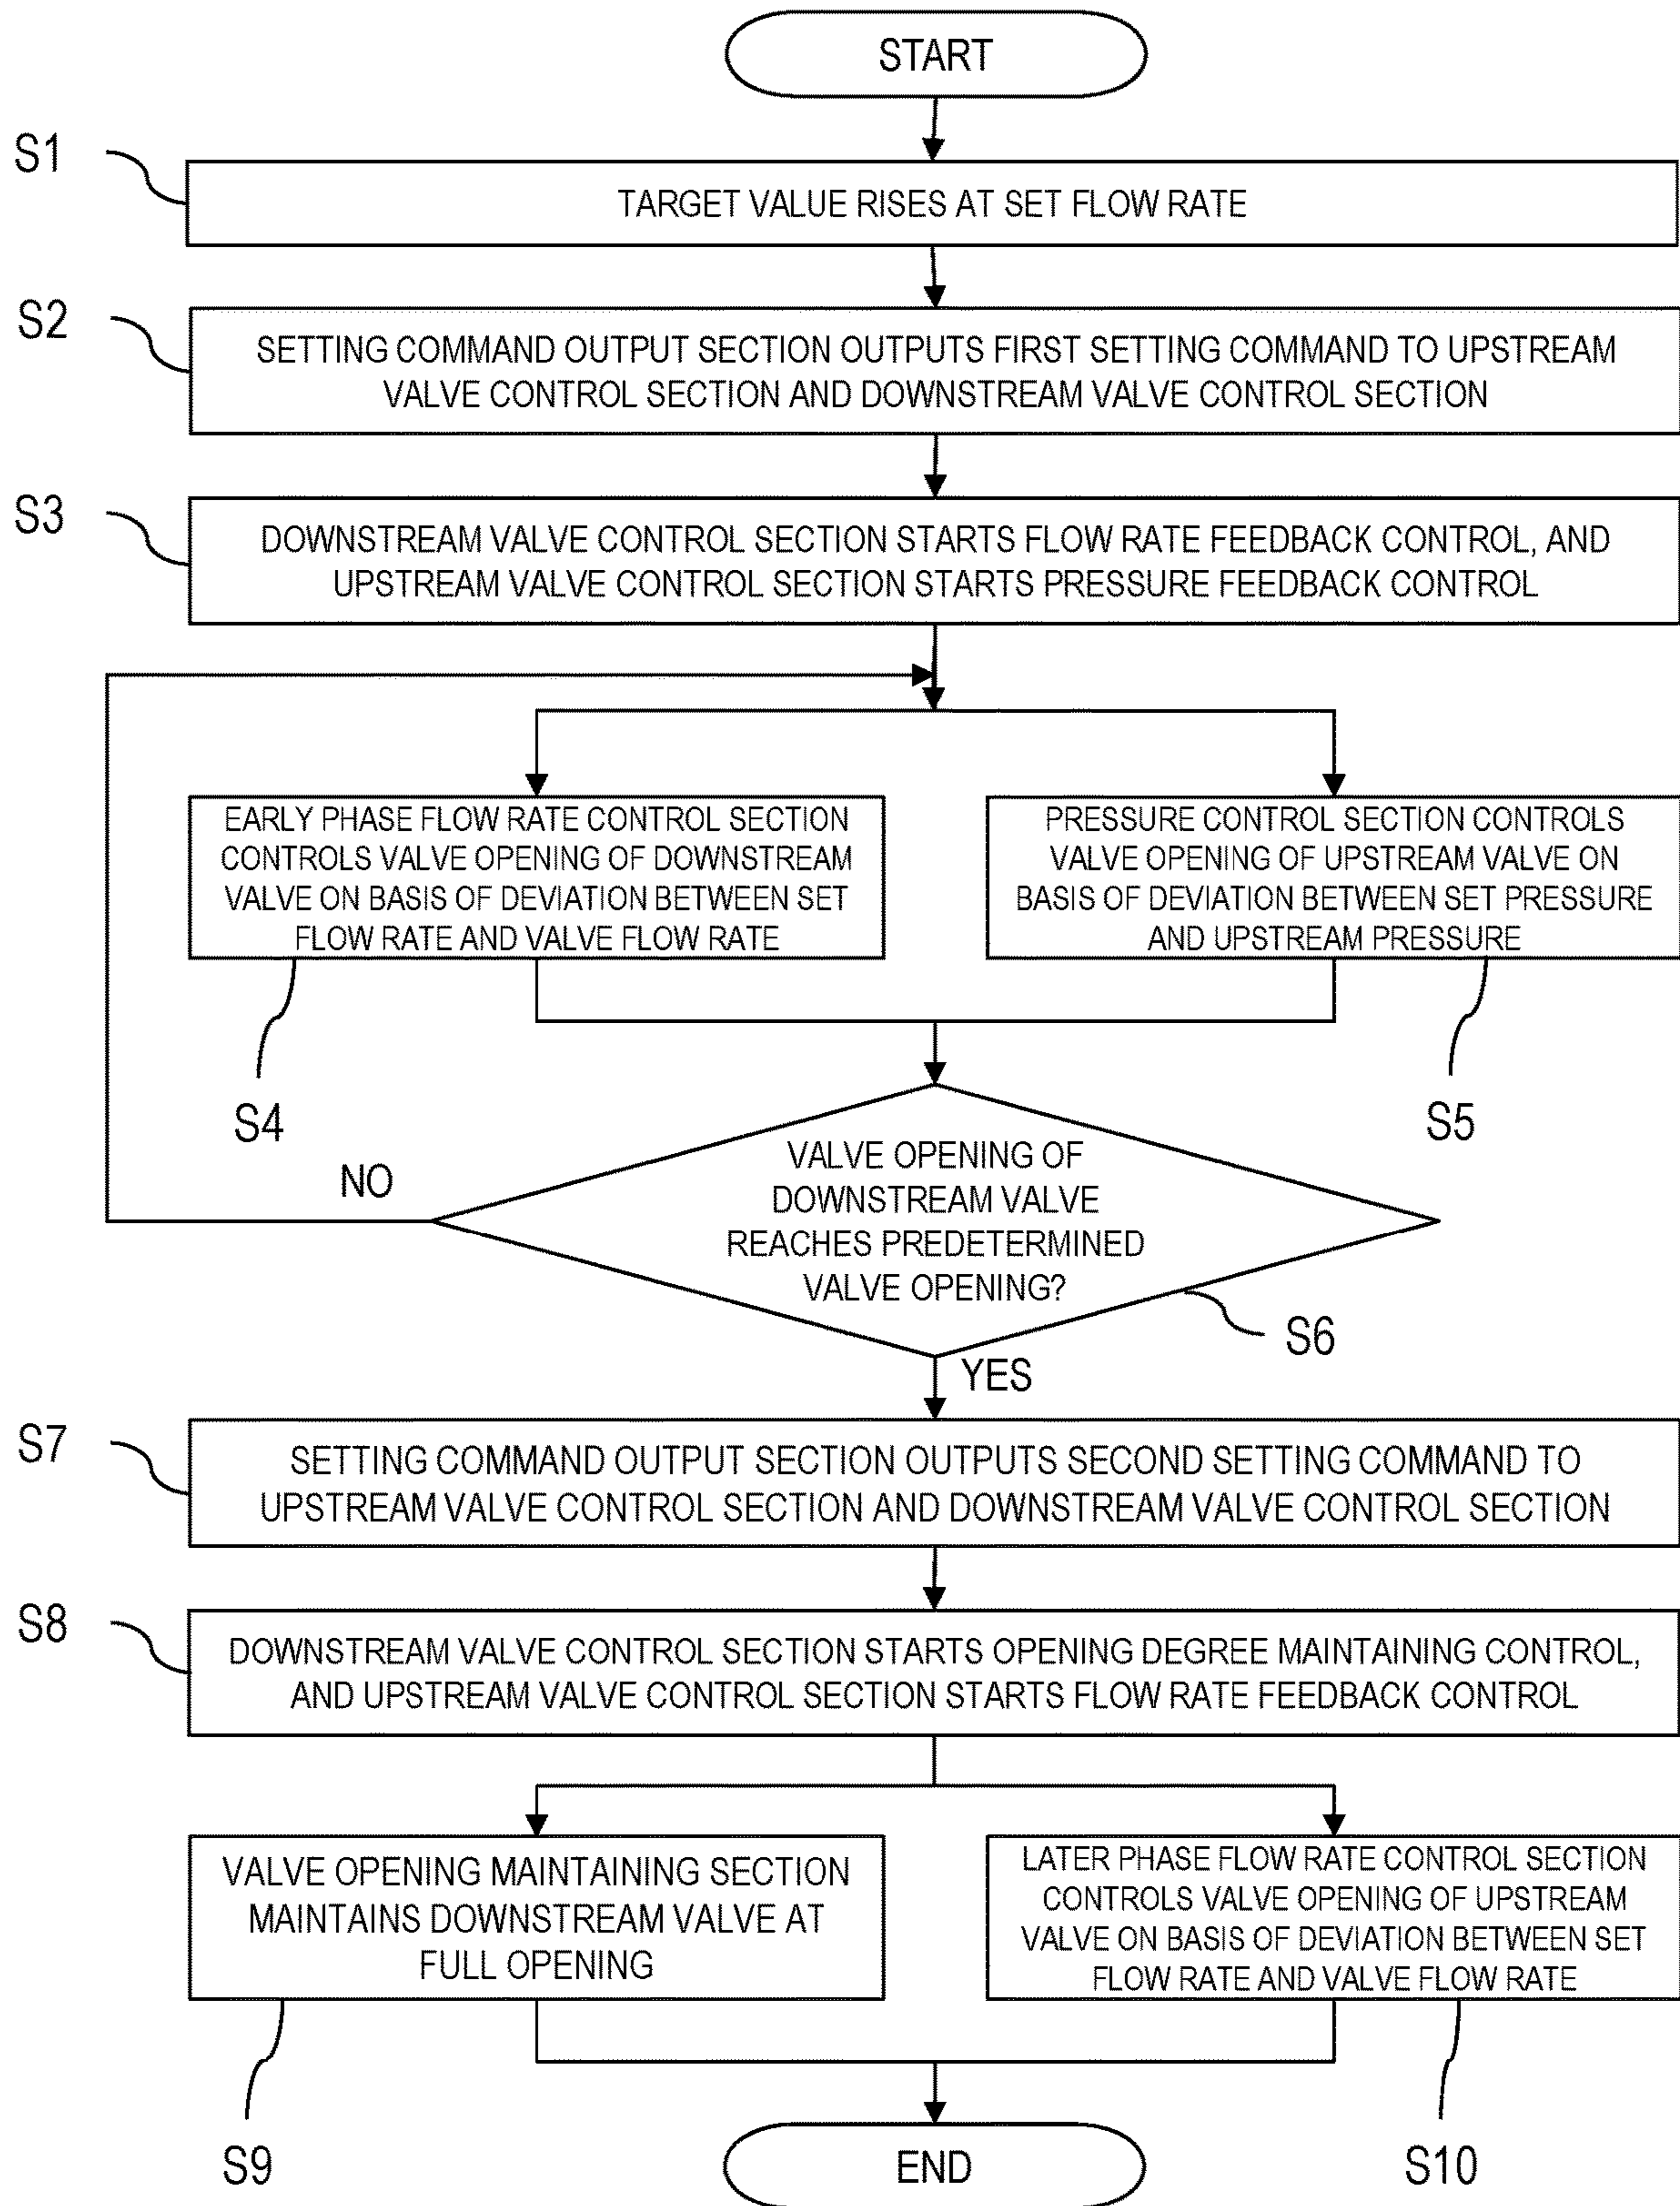 START
S1
TARGET VALUE RISES AT SET FLOW RATE
S2
SETTING COMMAND OUTPUT SECTION OUTPUTS FIRST SETTING COMMAND TO UPSTREAM
VALVE CONTROL SECTION AND DOWNSTREAM VALVE CONTROL SECTION
S3
DOWNSTREAM VALVE CONTROL SECTION STARTS FLOW RATE FEEDBACK CONTROL, AND
UPSTREAM VALVE CONTROL SECTION STARTS PRESSURE FEEDBACK CONTROL
EARLY PHASE FLOW RATE CONTROL SECTION
CONTROLS VALVE OPENING OF DOWNSTREAM
VALVE ON BASIS OF DEVIATION BETWEEN SET
FLOW RATE AND VALVE FLOW RATE
S4
PRESSURE CONTROL SECTION CONTROLS
VALVE OPENING OF UPSTREAM VALVE ON
BASIS OF DEVIATION BETWEEN SET PRESSURE
AND UPSTREAM PRESSURE
S5
VALVE OPENING OF
DOWNSTREAM VALVE
REACHES PREDETERMINED
VALVE OPENING?
NO
S6
YES
S7
SETTING COMMAND OUTPUT SECTION OUTPUTS SECOND SETTING COMMAND TO
UPSTREAM VALVE CONTROL SECTION AND DOWNSTREAM VALVE CONTROL SECTION
S8
DOWNSTREAM VALVE CONTROL SECTION STARTS OPENING DEGREE MAINTAINING CONTROL,
AND UPSTREAM VALVE CONTROL SECTION STARTS FLOW RATE FEEDBACK CONTROL
VALVE OPENING MAINTAINING SECTION
MAINTAINS DOWNSTREAM VALVE AT
FULL OPENING
S9
LATER PHASE FLOW RATE CONTROL SECTION
CONTROLS VALVE OPENING OF UPSTREAM
VALVE ON BASIS OF DEVIATION BETWEEN SET
FLOW RATE AND VALVE FLOW RATE
S10
END